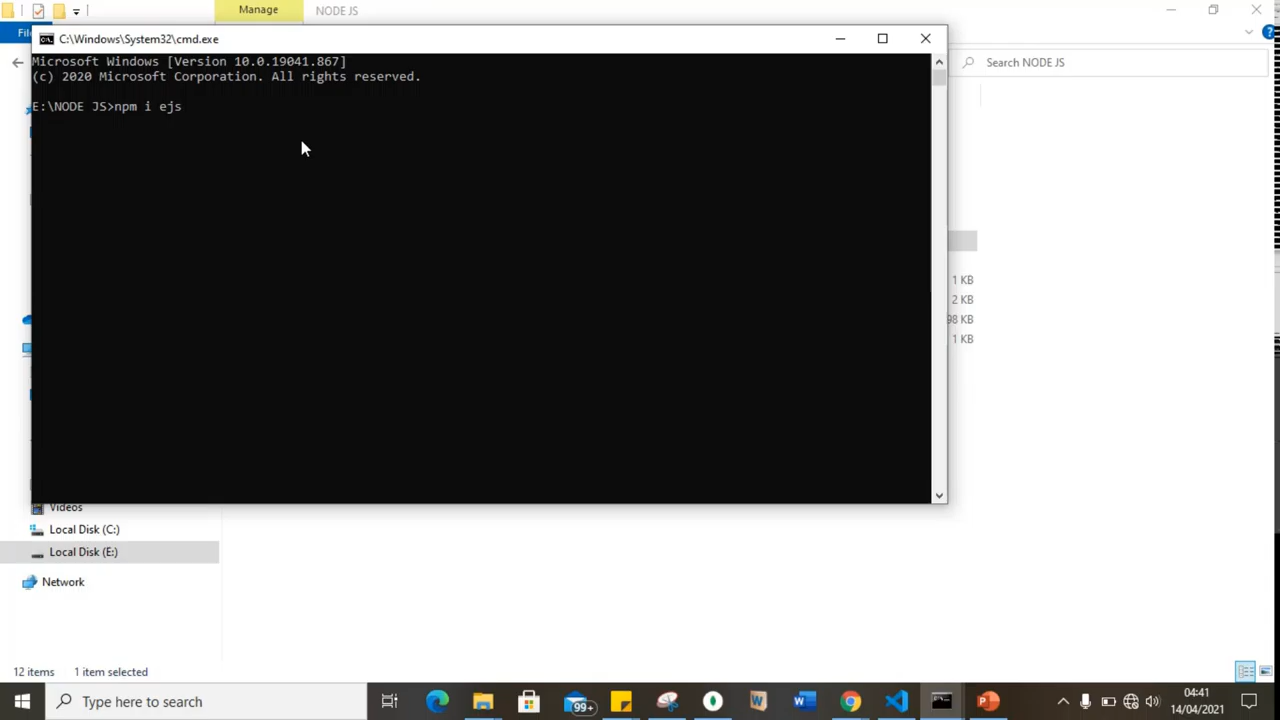 Manage
NODE JS
C:\Windows\System32\cmd.exe
Search NODE JS
Microsoft Windows [Version 10.0.19041.867]
(c) 2020 Microsoft Corporation. All rights reserved.
E:\NODE JS>npm i ejs
1 KB
2 KB
98 KB
1 KB
Videos
Local Disk (C:)
Local Disk (E:)
Network
12 items
1 item selected
Type here to search
99+
04:41
14/04/2021